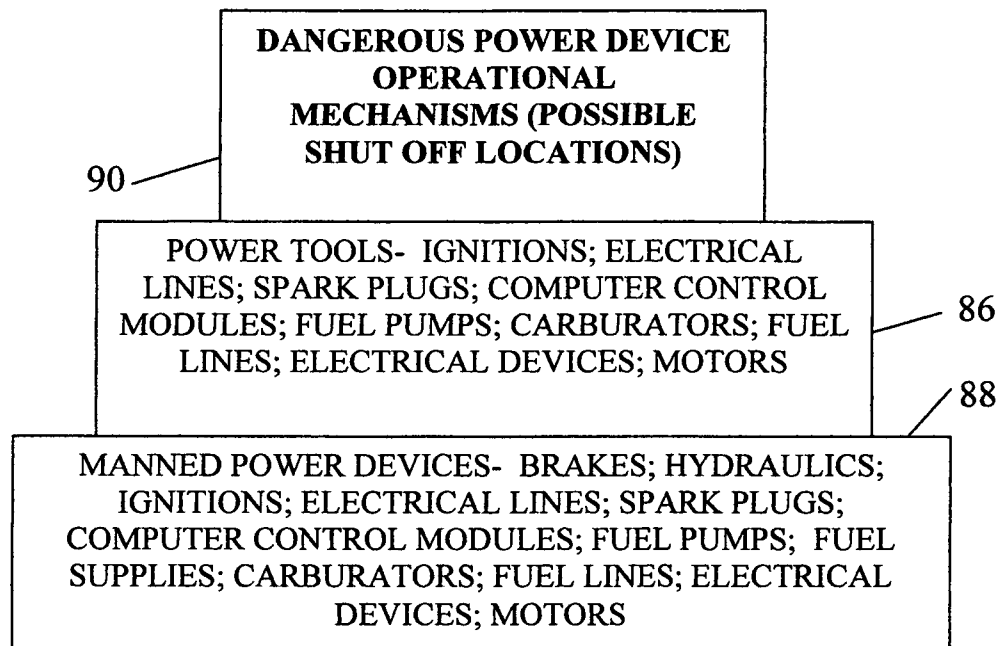 DANGEROUS POWER DEVICE
OPERATIONAL
MECHANISMS (POSSIBLE
SHUT OFF LOCATIONS)
90
POWER TOOLS- IGNITIONS; ELECTRICAL
LINES; SPARK PLUGS; COMPUTER CONTROL
MODULES; FUEL PUMPS; CARBURATORS; FUEL
LINES; ELECTRICAL DEVICES; MOTORS
86
88
MANNED POWER DEVICES- BRAKES; HYDRAULICS;
IGNITIONS; ELECTRICAL LINES; SPARK PLUGS;
COMPUTER CONTROL MODULES; FUEL PUMPS; FUEL
SUPPLIES; CARBURATORS; FUEL LINES; ELECTRICAL
DEVICES; MOTORS